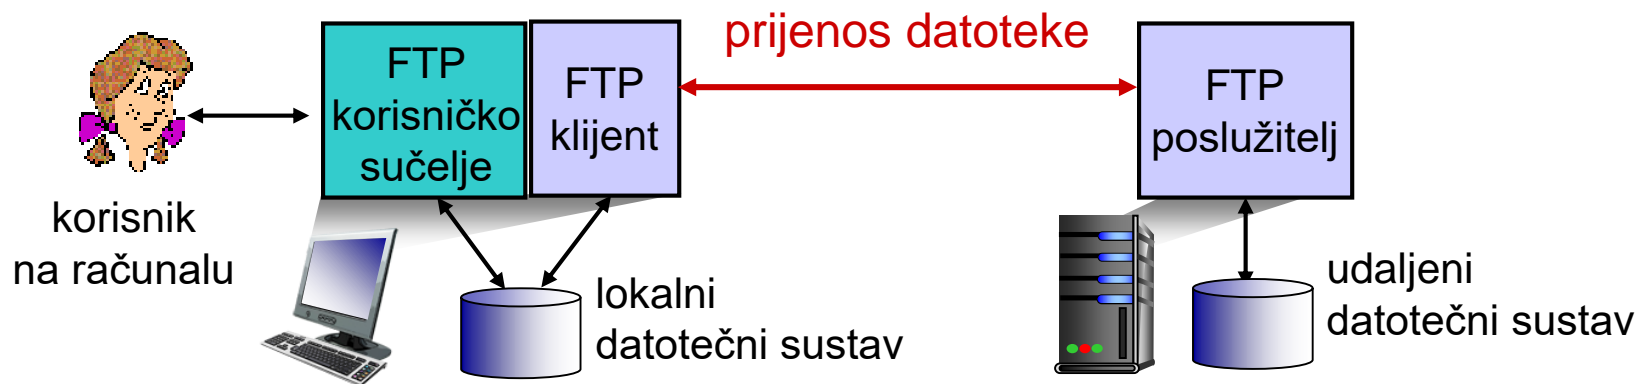 prijenos datoteke
FTP
korisničko
sučelje
FTP
klijent
FTP
poslužitelj
korisnik
na računalu
lokalni
datotečni sustav
udaljeni
datotečni sustav